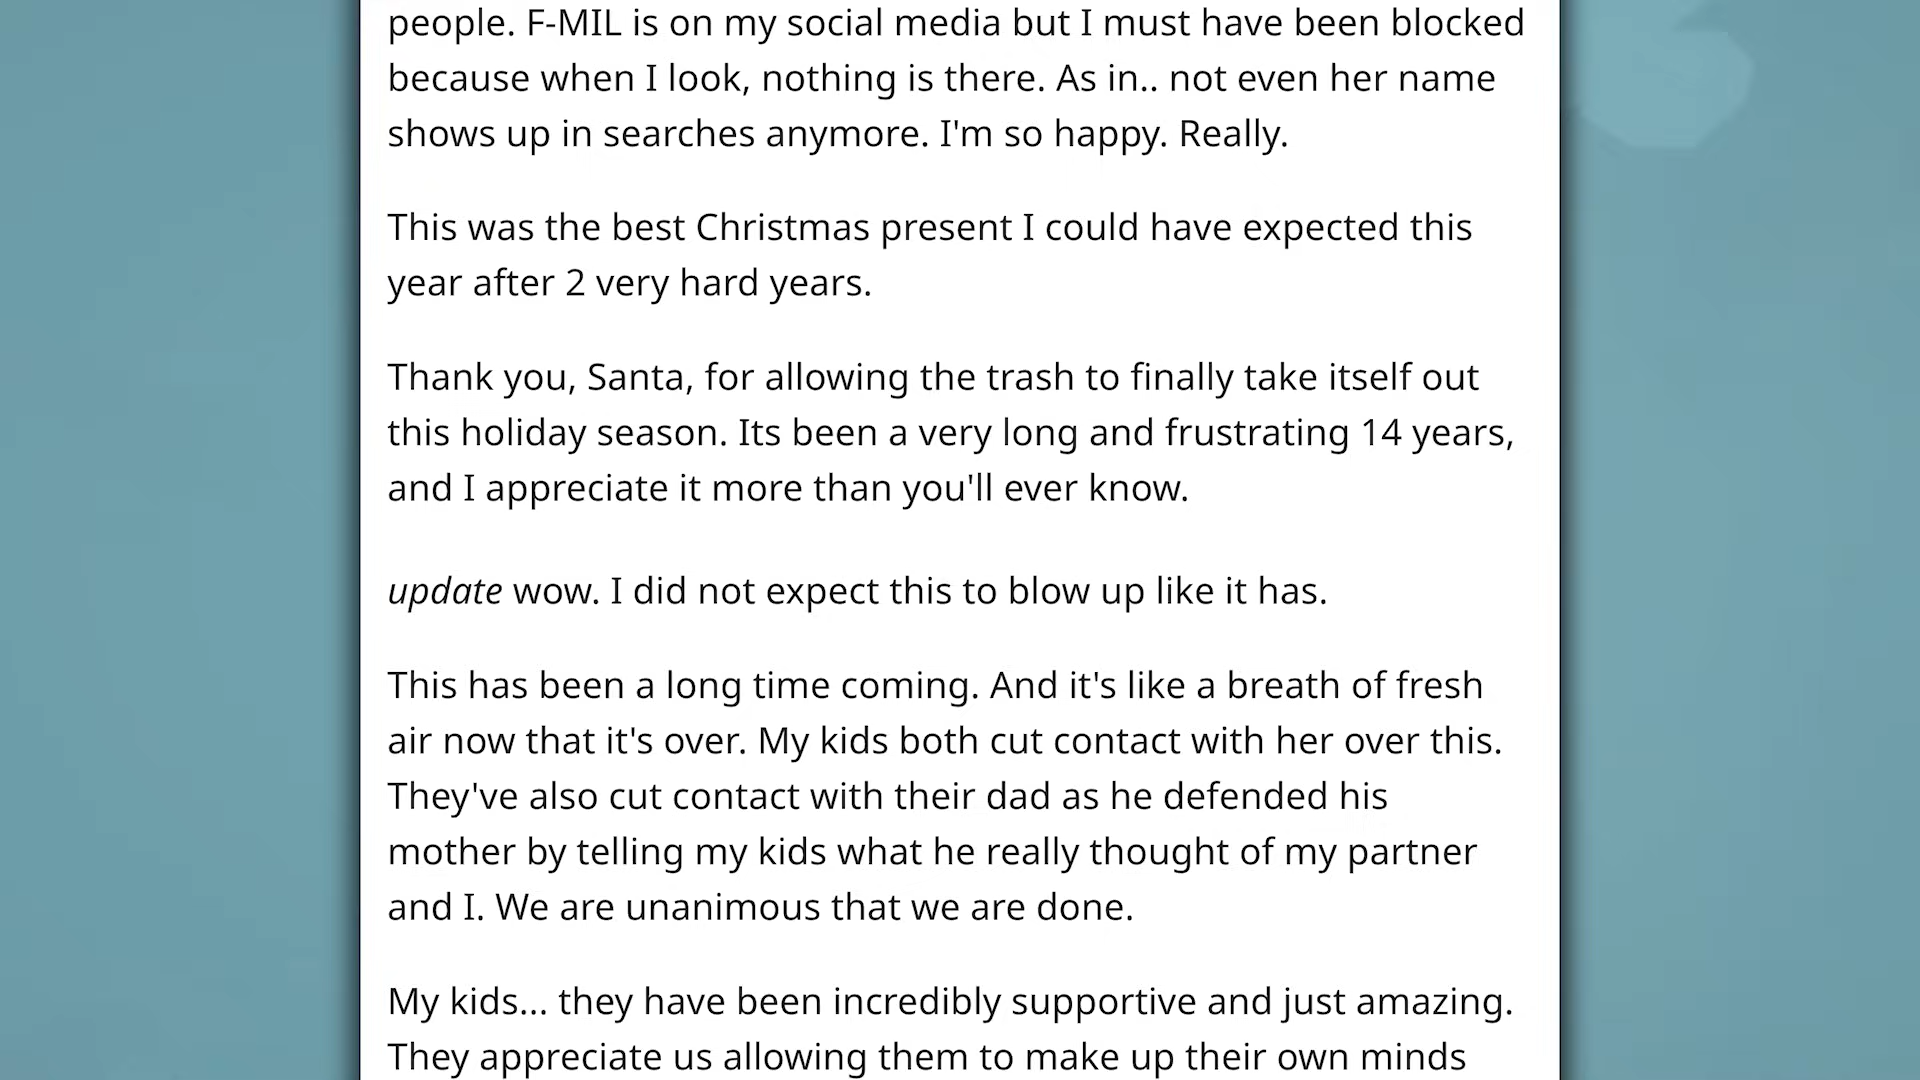 people. F-MIL is on my social media but I must have been blocked
because when I look, nothing is there. As in.. not even her name
shows up in searches anymore. I'm so happy. Really.
This was the best Christmas present I could have expected this
year after 2 very hard years.
Thank you, Santa, for allowing the trash to finally take itself out
this holiday season. Its been a very long and frustrating 14 years,
and I appreciate it more than you'll ever know.
update wow. I did not expect this to blow up like it has.
This has been a long time coming. And it's like a breath of fresh
air now that it's over. My kids both cut contact with her over this.
They've also cut contact with their dad as he defended his
mother by telling my kids what he really thought of my partner
and I. We are unanimous that we are done.
My kids... they have been incredibly supportive and just amazing.
They appreciate us allowing them to make up their own minds